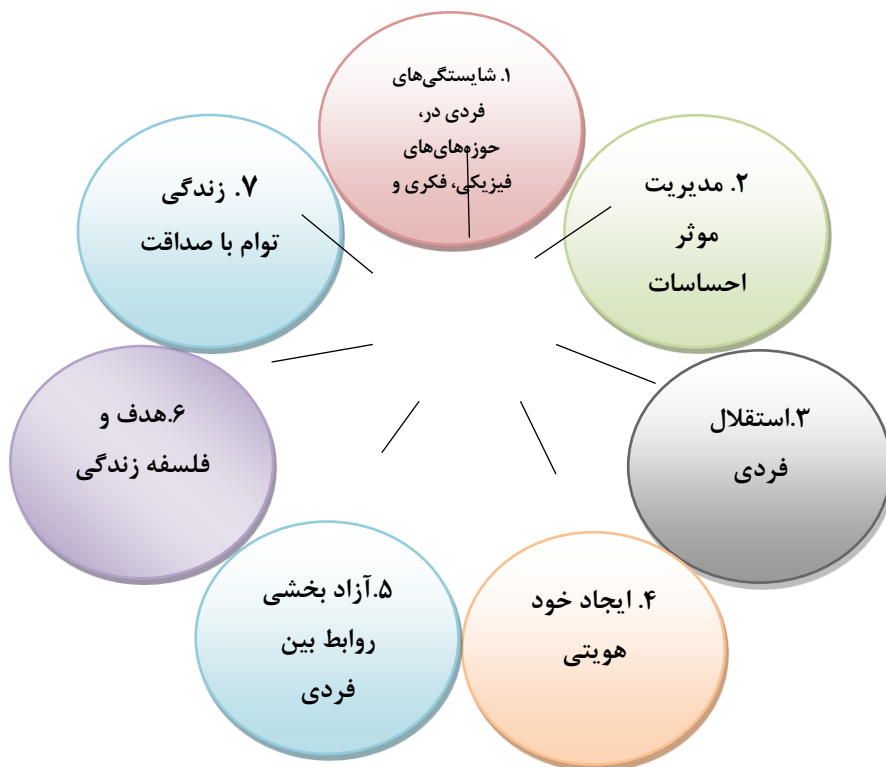 ۱. شایستگی‌های
فردی در،
حوزه‌های‌های
فیزیکی، فکری و
۲. مدیریت
موثر
احساسات
۳.استقلال
فردی
۴. ایجاد خود
هویتی
۵.آزاد بخشی
روابط بین
فردی
۶.هدف و
فلسفه زندگی
۷. زندگی
توام با صداقت